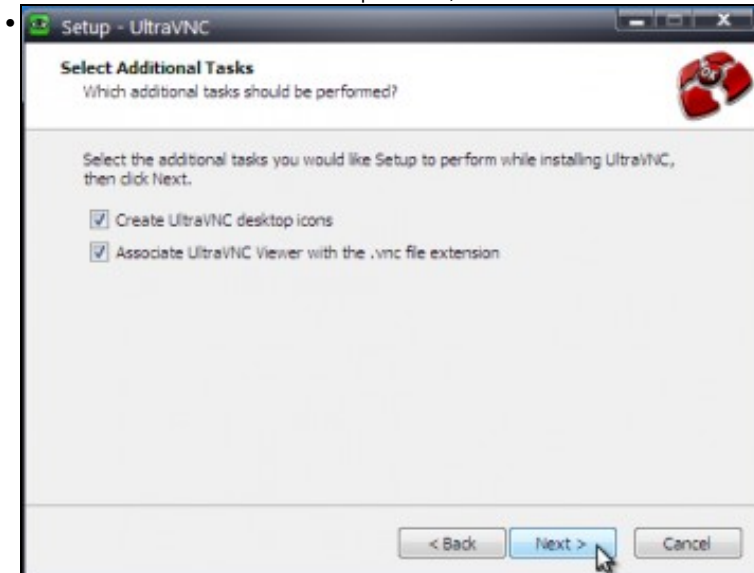 Setup - UltraVNC
Select Additional Tasks
Which additional tasks should be performed?
Select the additional tasks you would like Setup to perform while installing UltraVNC,
then click Next.
Create UltraVNC desktop icons
Associate UltraVNC Viewer with the .vnc file extension
< Back Next > Cancel